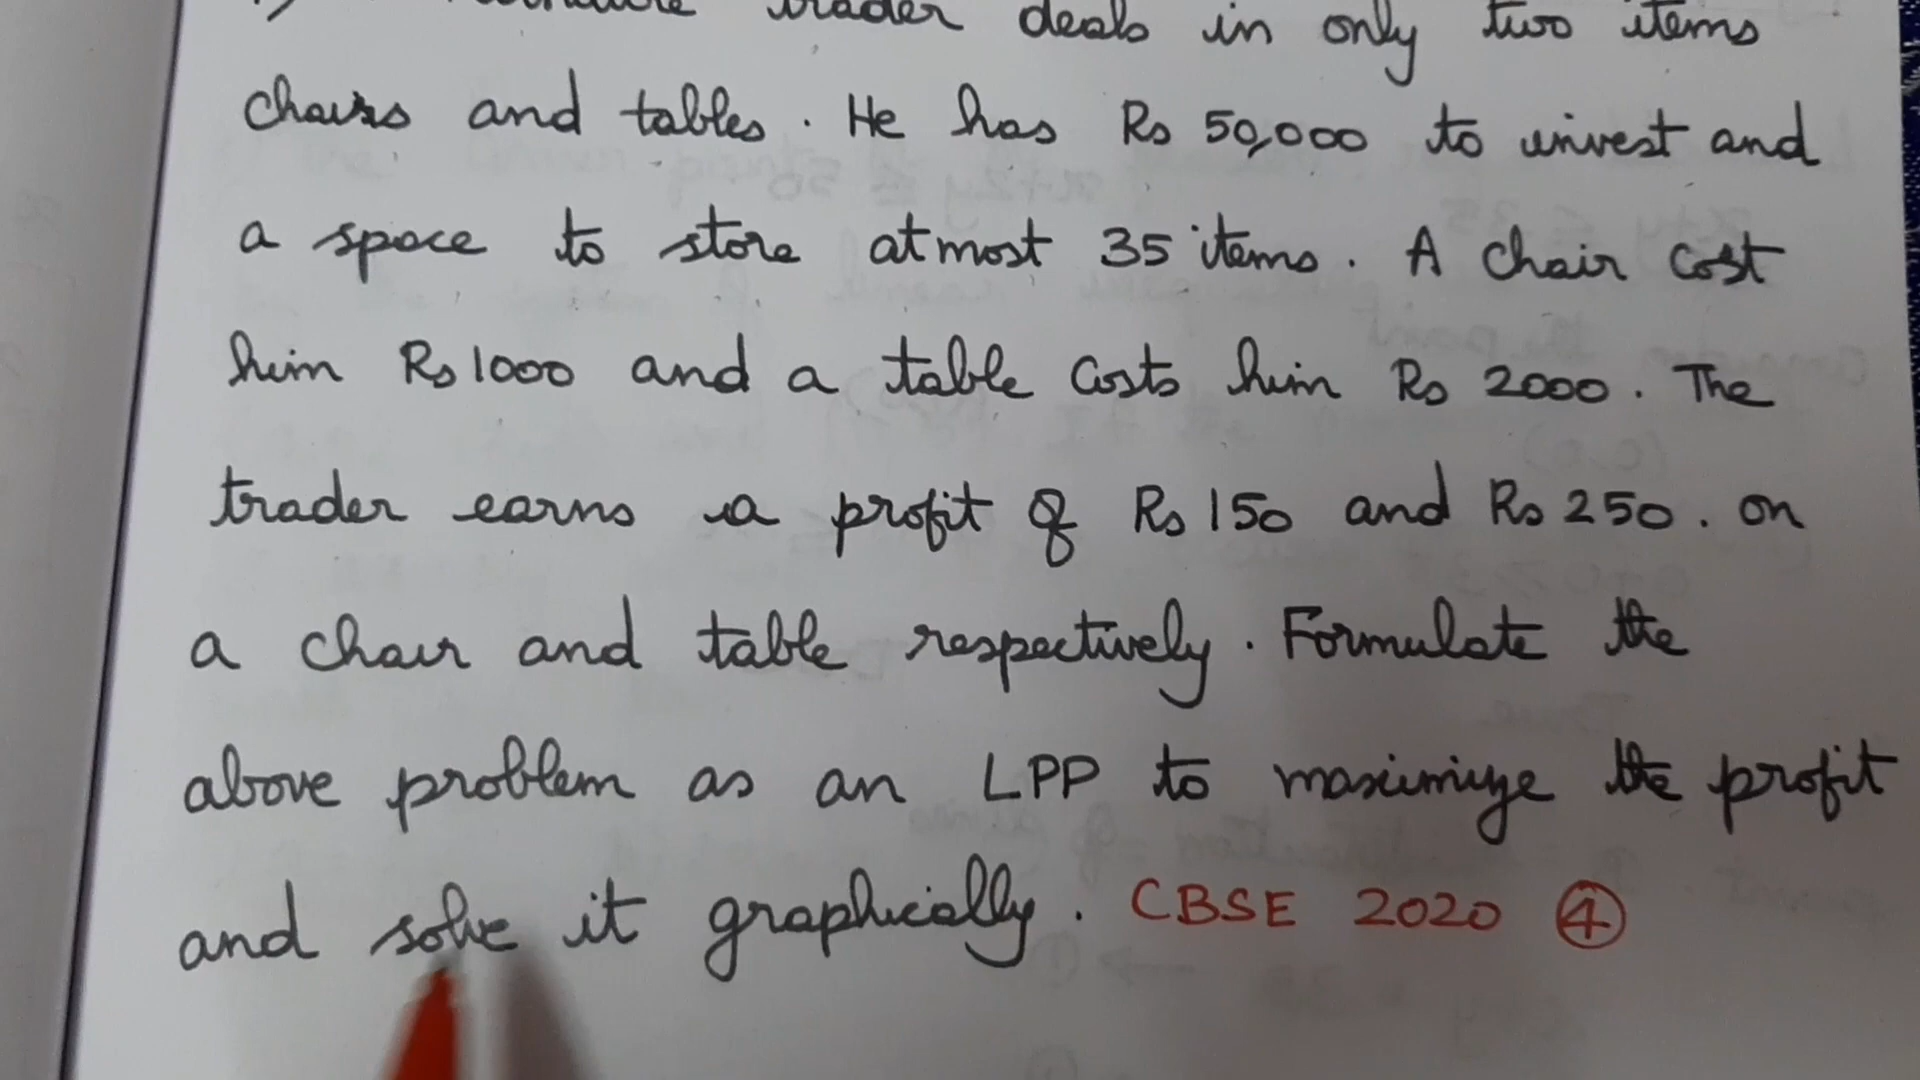 trader deals in only two items
chairs and tables. He has Rs 50,000 to invest and
a space to store atmost 35 items. A chair cost
him Rs 1000 and a table costs him Rs 2000. The
trader earns a profit of Rs 150 and Rs 250. on
a chair and table respectively. Formulate the
above problem as an LPP to maximize the profit
and solve it graphically. CBSE 2020 4